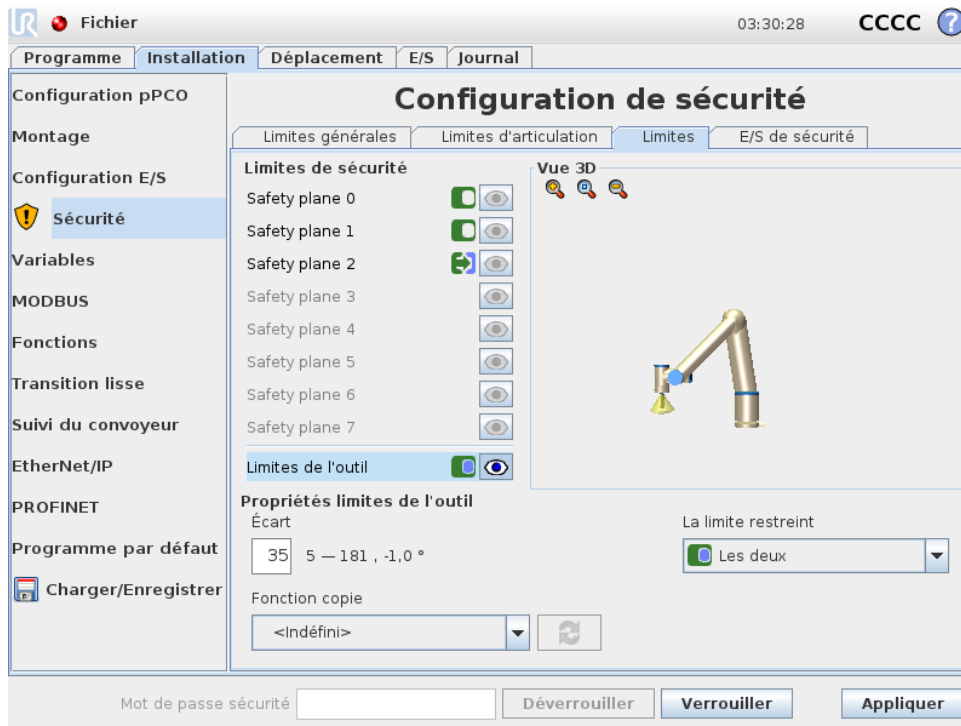 UR Fichier 03:30:28 CCCC ?
Programme Installation Déplacement E/S Journal
Configuration pPCO
Montage
Configuration E/S
Sécurité
Variables
MODBUS
Fonctions
Transition lisse
Suivi du convoyeur
EtherNet/IP
PROFINET
Programme par défaut
Charger/Enregistrer
Configuration de sécurité
Limites générales Limites d'articulation Limites E/S de sécurité
Limites de sécurité
Safety plane 0
Safety plane 1
Safety plane 2
Safety plane 3
Safety plane 4
Safety plane 5
Safety plane 6
Safety plane 7
Limites de l'outil
Vue 3D
Propriétés limites de l'outil
Écart
35 5 — 181 , -1,0 °
La limite restreint
Les deux
Fonction copie
<Indéfini>
Mot de passe sécurité Déverrouiller Verrouiller Appliquer